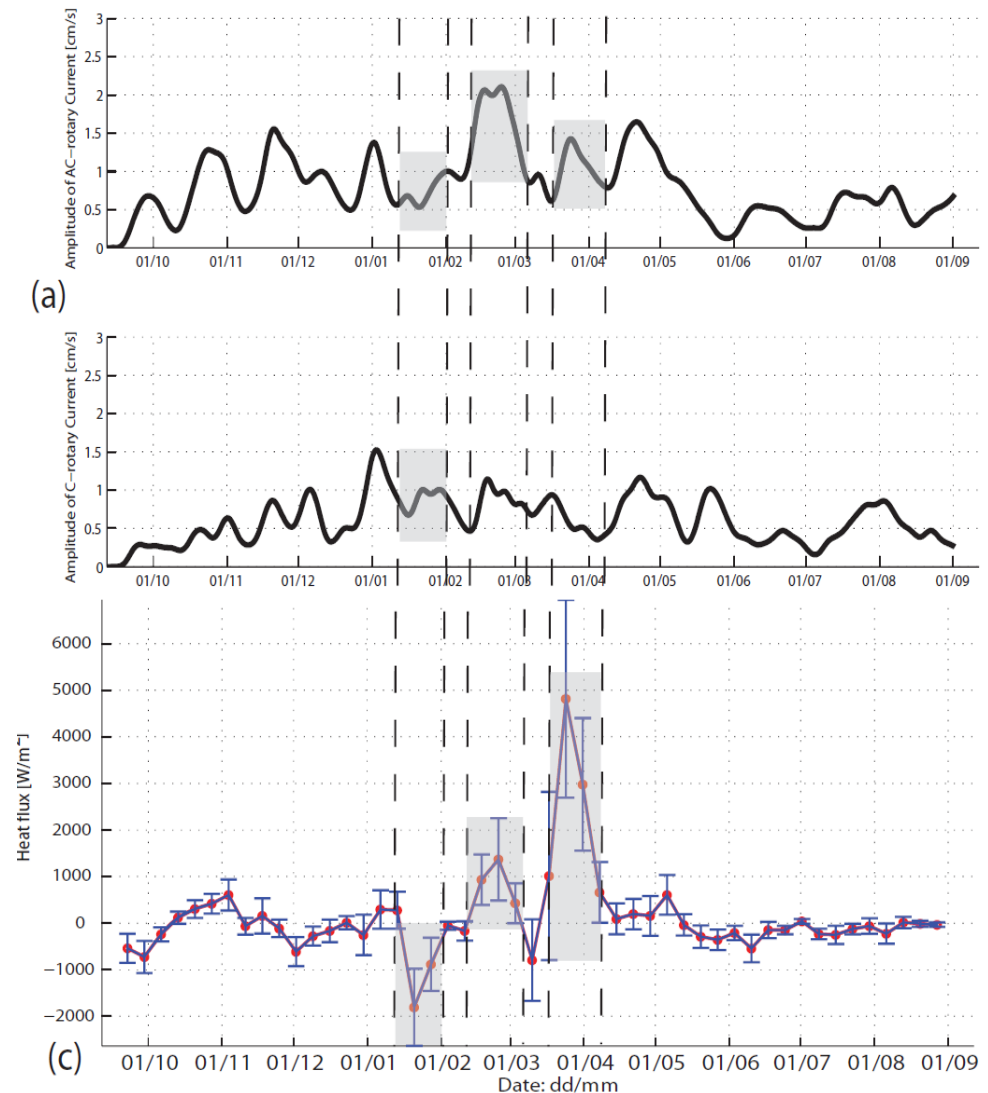 Amplitude of AC−rotary Current [cm/s]
3
2.5
2
1.5
1
0.5
0
01/10 01/11 01/12 01/01 01/02 01/03 01/04 01/05 01/06 01/07 01/08 01/09
(a)
Amplitude of C−rotary Current [cm/s]
3
2.5
2
1.5
1
0.5
0
01/10 01/11 01/12 01/01 01/02 01/03 01/04 01/05 01/06 01/07 01/08 01/09
Heat flux [W/m²]
6000
5000
4000
3000
2000
1000
0
−1000
−2000
(c)
01/10 01/11 01/12 01/01 01/02 01/03 01/04 01/05 01/06 01/07 01/08 01/09
Date: dd/mm